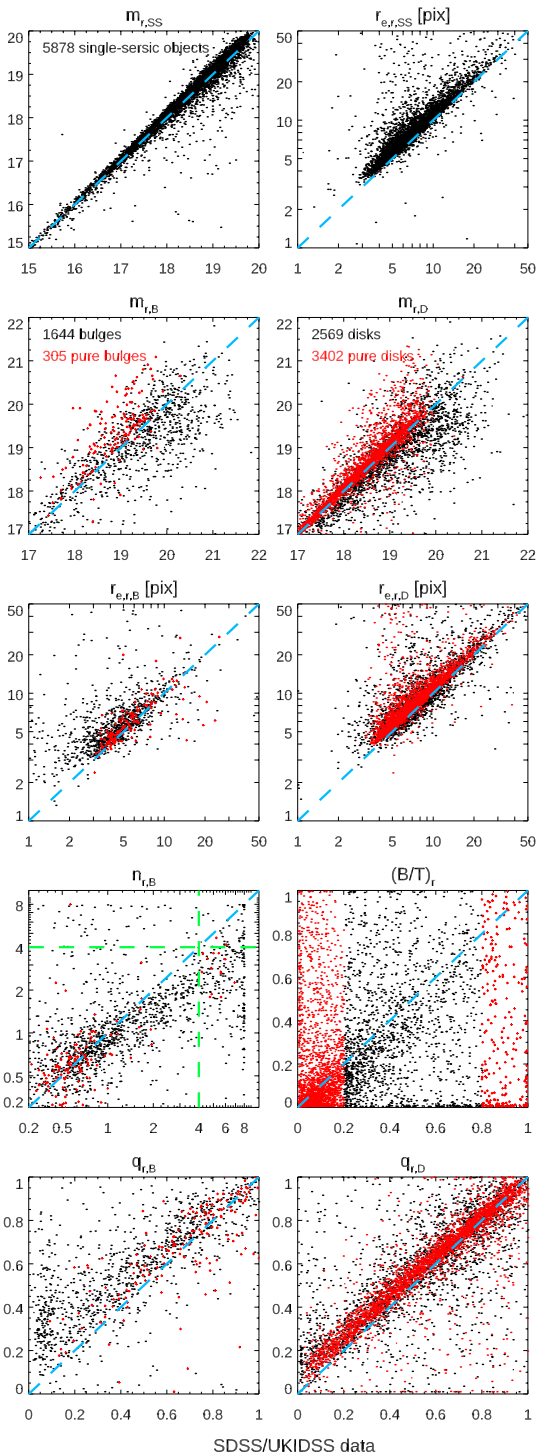 m_r,SS
r_e,r,SS [pix]
5878 single-sersic objects
20
19
18
17
16
15
15 16 17 18 19 20
50
20
10
5
2
1
1 2 5 10 20 50
m_r,B
m_r,D
1644 bulges
305 pure bulges
2569 disks
3402 pure disks
22
21
20
19
18
17
17 18 19 20 21 22
22
21
20
19
18
17
17 18 19 20 21 22
r_e,r,B [pix]
r_e,r,D [pix]
50
20
10
5
2
1
1 2 5 10 20 50
50
20
10
5
2
1
1 2 5 10 20 50
n_r,B
(B/T)_r
8
4
2
1
0.5
0.2
0.2 0.5 1 2 4 6 8
1
0.8
0.6
0.4
0.2
0
0 0.2 0.4 0.6 0.8 1
q_r,B
q_r,D
1
0.8
0.6
0.4
0.2
0
0 0.2 0.4 0.6 0.8 1
1
0.8
0.6
0.4
0.2
0
0 0.2 0.4 0.6 0.8 1
SDSS/UKIDSS data